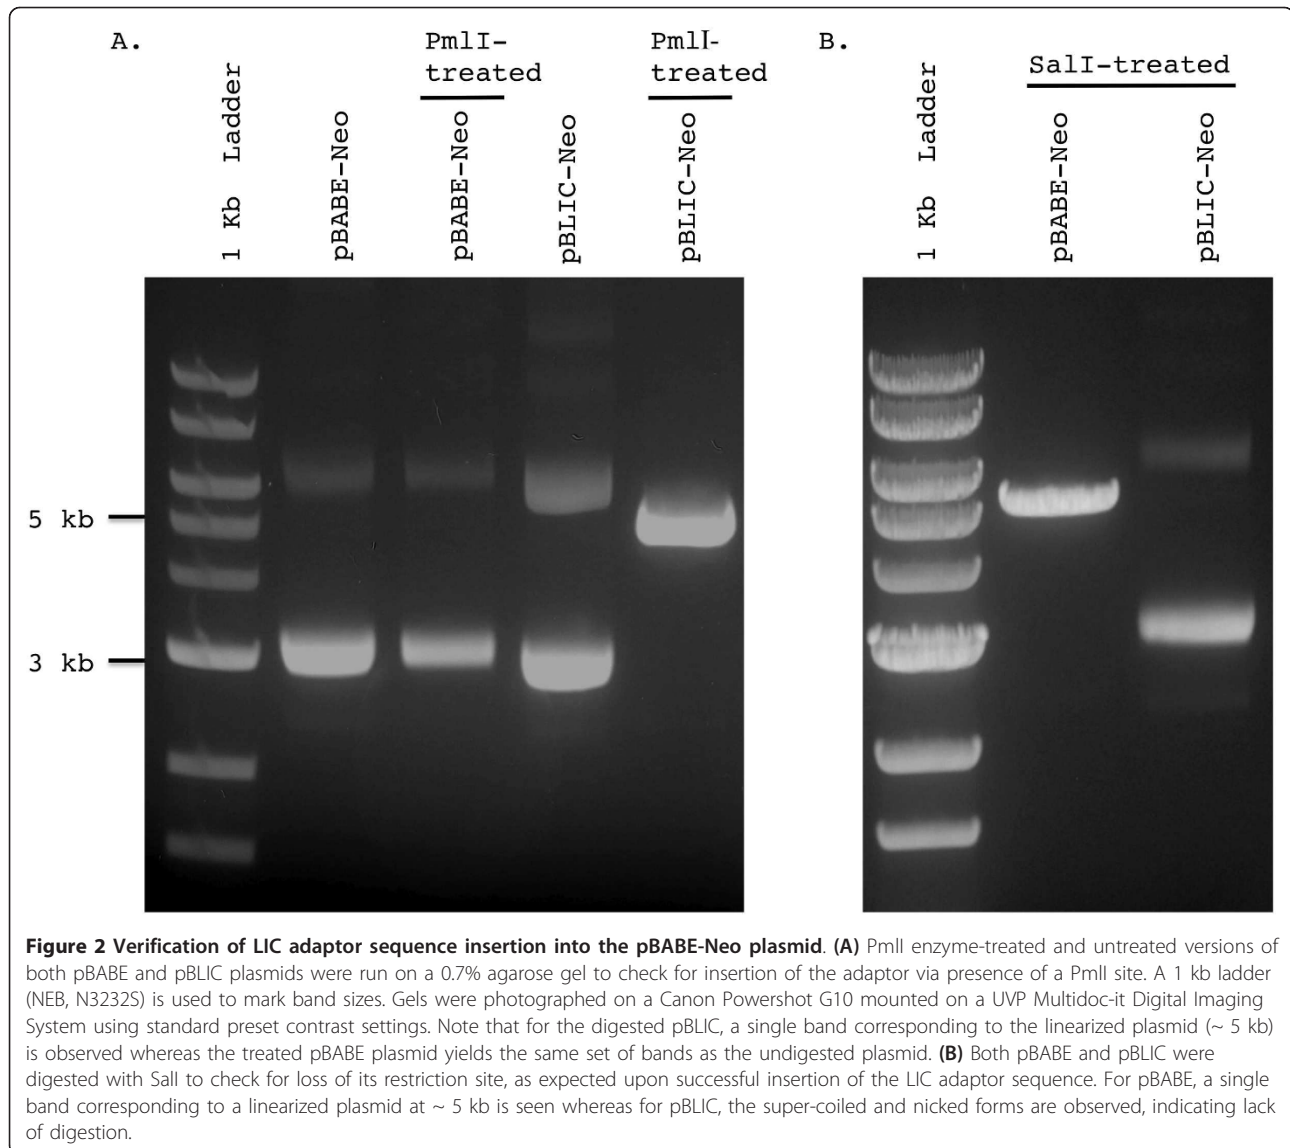 A.
PmlI-
treated
PmlI-
treated
1 Kb Ladder
pBABE-Neo
pBABE-Neo
pBLIC-Neo
pBLIC-Neo
5 kb
3 kb
B.
SalI-treated
1 Kb Ladder
pBABE-Neo
pBLIC-Neo
Figure 2 Verification of LIC adaptor sequence insertion into the pBABE-Neo plasmid. (A) PmlI enzyme-treated and untreated versions of
both pBABE and pBLIC plasmids were run on a 0.7% agarose gel to check for insertion of the adaptor via presence of a PmlI site. A 1 kb ladder
(NEB, N3232S) is used to mark band sizes. Gels were photographed on a Canon Powershot G10 mounted on a UVP Multidoc-it Digital Imaging
System using standard preset contrast settings. Note that for the digested pBLIC, a single band corresponding to the linearized plasmid (~ 5 kb)
is observed whereas the treated pBABE plasmid yields the same set of bands as the undigested plasmid. (B) Both pBABE and pBLIC were
digested with SalI to check for loss of its restriction site, as expected upon successful insertion of the LIC adaptor sequence. For pBABE, a single
band corresponding to a linearized plasmid at ~ 5 kb is seen whereas for pBLIC, the super-coiled and nicked forms are observed, indicating lack
of digestion.